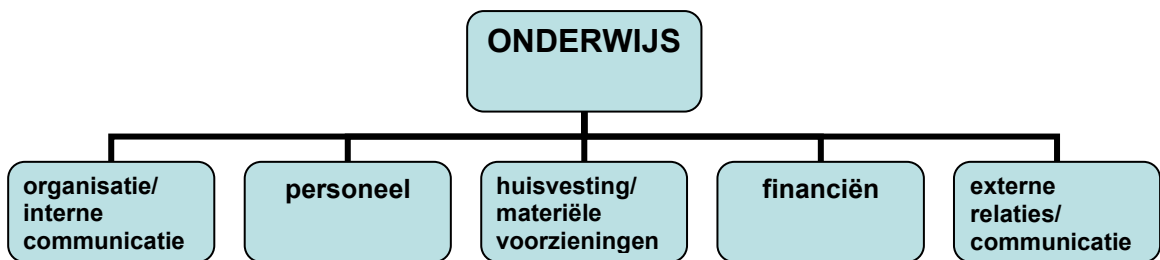 ONDERWIJS
organisatie/
interne
communicatie
personeel
huisvesting/
materiële
voorzieningen
financiën
externe
relaties/
communicatie